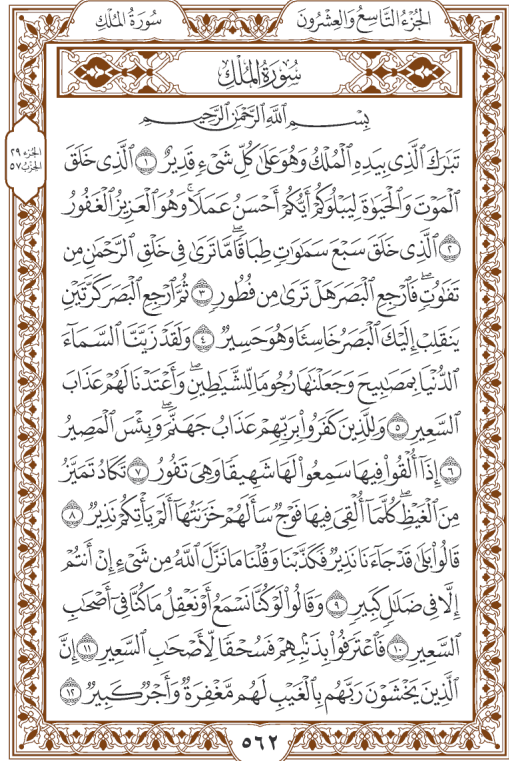 سُورَةُ المُلْكِ
الجُزْءُ التَّاسِعُ وَالعِشْرُونَ
سُورَةُ المُلْكِ
الجزء ٢٩
الحزب ٥٧
بِسْمِ ٱللَّهِ ٱلرَّحْمَٰنِ ٱلرَّحِيمِ
تَبَٰرَكَ ٱلَّذِى بِيَدِهِ ٱلْمُلْكُ وَهُوَ عَلَىٰ كُلِّ شَىْءٍ قَدِيرٌ ١ ٱلَّذِى خَلَقَ
ٱلْمَوْتَ وَٱلْحَيَوٰةَ لِيَبْلُوَكُمْ أَيُّكُمْ أَحْسَنُ عَمَلًا ۚ وَهُوَ ٱلْعَزِيزُ ٱلْغَفُورُ
٢ ٱلَّذِى خَلَقَ سَبْعَ سَمَٰوَٰتٍ طِبَاقًا ۖ مَّا تَرَىٰ فِى خَلْقِ ٱلرَّحْمَٰنِ مِن
تَفَٰوُتٍ ۖ فَٱرْجِعِ ٱلْبَصَرَ هَلْ تَرَىٰ مِن فُطُورٍ ٣ ثُمَّ ٱرْجِعِ ٱلْبَصَرَ كَرَّتَيْنِ
يَنقَلِبْ إِلَيْكَ ٱلْبَصَرُ خَاسِئًا وَهُوَ حَسِيرٌ ٤ وَلَقَدْ زَيَّنَّا ٱلسَّمَآءَ
ٱلدُّنْيَا بِمَصَٰبِيحَ وَجَعَلْنَٰهَا رُجُومًا لِّلشَّيَٰطِينِ ۖ وَأَعْتَدْنَا لَهُمْ عَذَابَ
ٱلسَّعِيرِ ٥ وَلِلَّذِينَ كَفَرُوا۟ بِرَبِّهِمْ عَذَابُ جَهَنَّمَ ۖ وَبِئْسَ ٱلْمَصِيرُ
٦ إِذَآ أُلْقُوا۟ فِيهَا سَمِعُوا۟ لَهَا شَهِيقًا وَهِىَ تَفُورُ ٧ تَكَادُ تَمَيَّزُ
مِنَ ٱلْغَيْظِ ۖ كُلَّمَآ أُلْقِىَ فِيهَا فَوْجٌ سَأَلَهُمْ خَزَنَتُهَآ أَلَمْ يَأْتِكُمْ نَذِيرٌ ٨
قَالُوا۟ بَلَىٰ قَدْ جَآءَنَا نَذِيرٌ فَكَذَّبْنَا وَقُلْنَا مَا نَزَّلَ ٱللَّهُ مِن شَىْءٍ إِنْ أَنتُمْ
إِلَّا فِى ضَلَٰلٍ كَبِيرٍ ٩ وَقَالُوا۟ لَوْ كُنَّا نَسْمَعُ أَوْ نَعْقِلُ مَا كُنَّا فِىٓ أَصْحَٰبِ
ٱلسَّعِيرِ ١٠ فَٱعْتَرَفُوا۟ بِذَنۢبِهِمْ فَسُحْقًا لِّأَصْحَٰبِ ٱلسَّعِيرِ ١١ إِنَّ
ٱلَّذِينَ يَخْشَوْنَ رَبَّهُم بِٱلْغَيْبِ لَهُم مَّغْفِرَةٌ وَأَجْرٌ كَبِيرٌ ١٢
٥٦٢